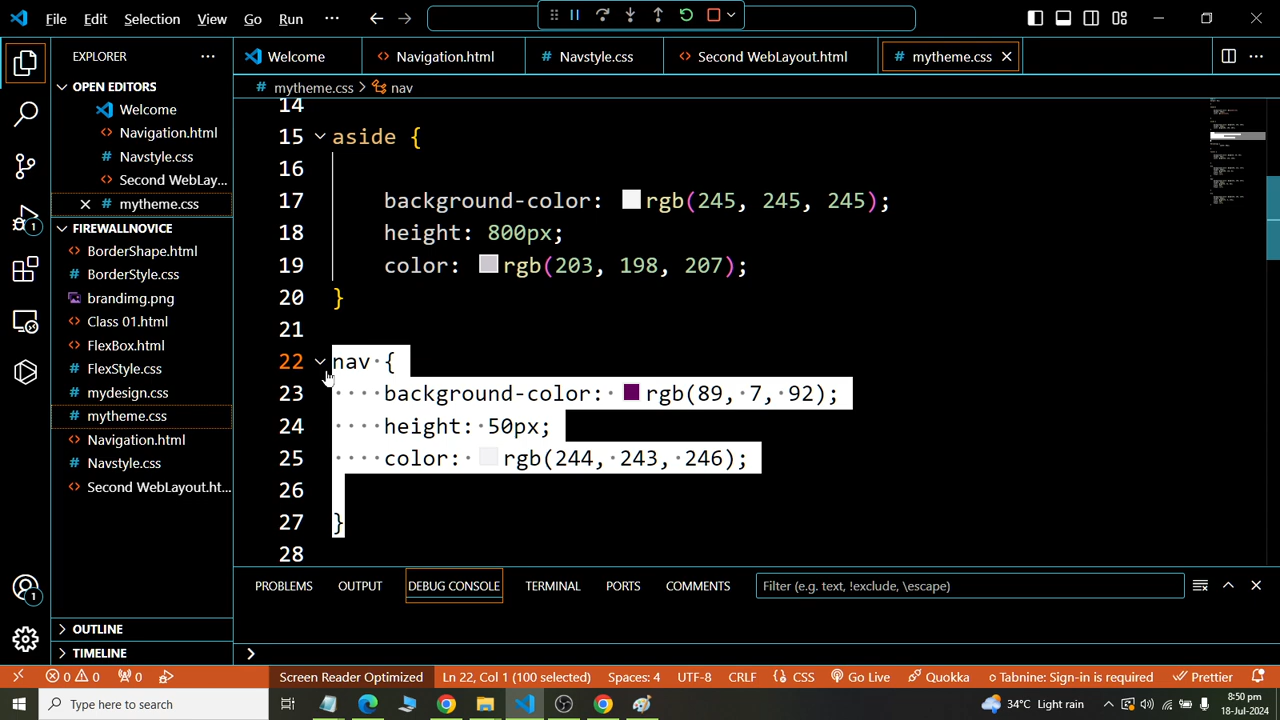 File Edit Selection View Go Run ···
EXPLORER ···
Welcome
Navigation.html
Navstyle.css
Second WebLayout.html
mytheme.css
OPEN EDITORS
Welcome
Navigation.html
Navstyle.css
Second WebLay...
mytheme.css
FIREWALLNOVICE
BorderShape.html
BorderStyle.css
brandimg.png
Class 01.html
FlexBox.html
FlexStyle.css
mydesign.css
mytheme.css
Navigation.html
Navstyle.css
Second WebLayout.ht...
OUTLINE
TIMELINE
1
1
mytheme.css > nav
14
15 aside {
16
17 background-color: rgb(245, 245, 245);
18 height: 800px;
19 color: rgb(203, 198, 207);
20 }
21
22 nav {
23 background-color: rgb(89, 7, 92);
24 height: 50px;
25 color: rgb(244, 243, 246);
26
27 }
28
PROBLEMS OUTPUT DEBUG CONSOLE TERMINAL PORTS COMMENTS Filter (e.g. text, !exclude, \escape)
0 0 0 Screen Reader Optimized Ln 22, Col 1 (100 selected) Spaces: 4 UTF-8 CRLF {} CSS Go Live Quokka Tabnine: Sign-in is required Prettier
Type here to search
34°C Light rain
8:50 pm
18-Jul-2024